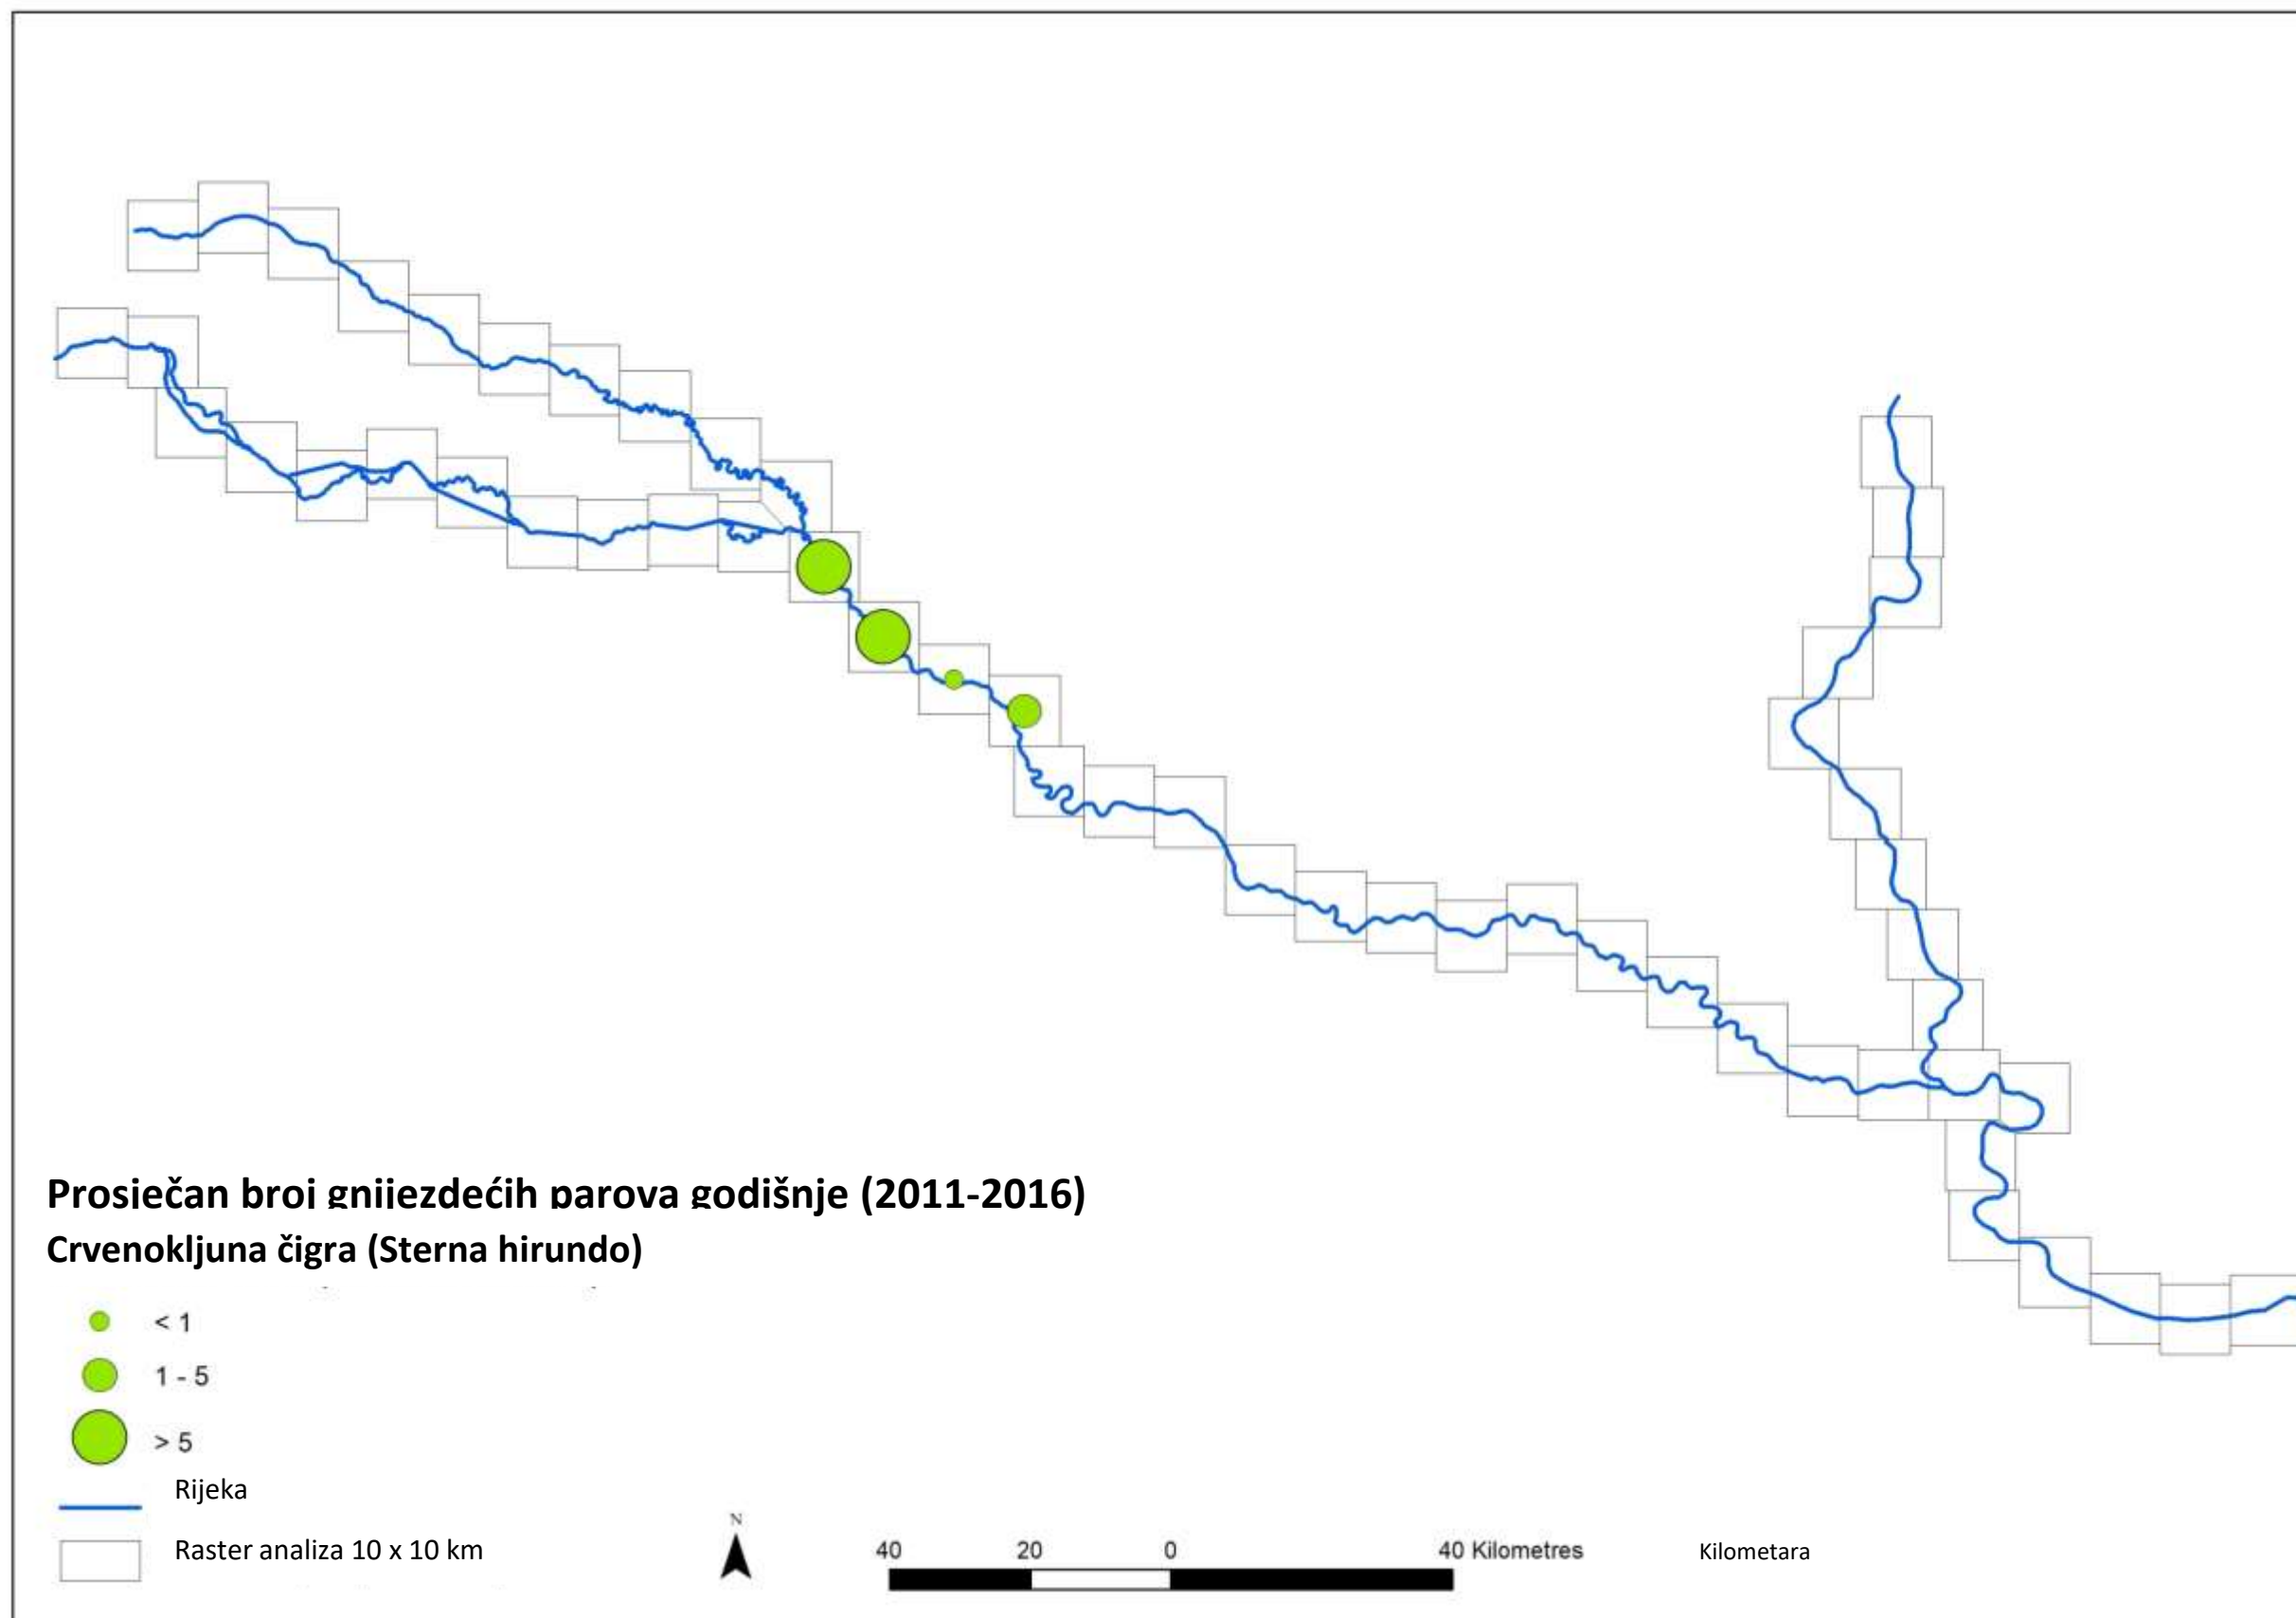 Prosječan broj gnijezdećih parova godišnje (2011-2016)
Crvenokljuna čigra (Sterna hirundo)
< 1
1 - 5
> 5
Rijeka
Raster analiza 10 x 10 km
N
40 20 0 40 Kilometres
Kilometara